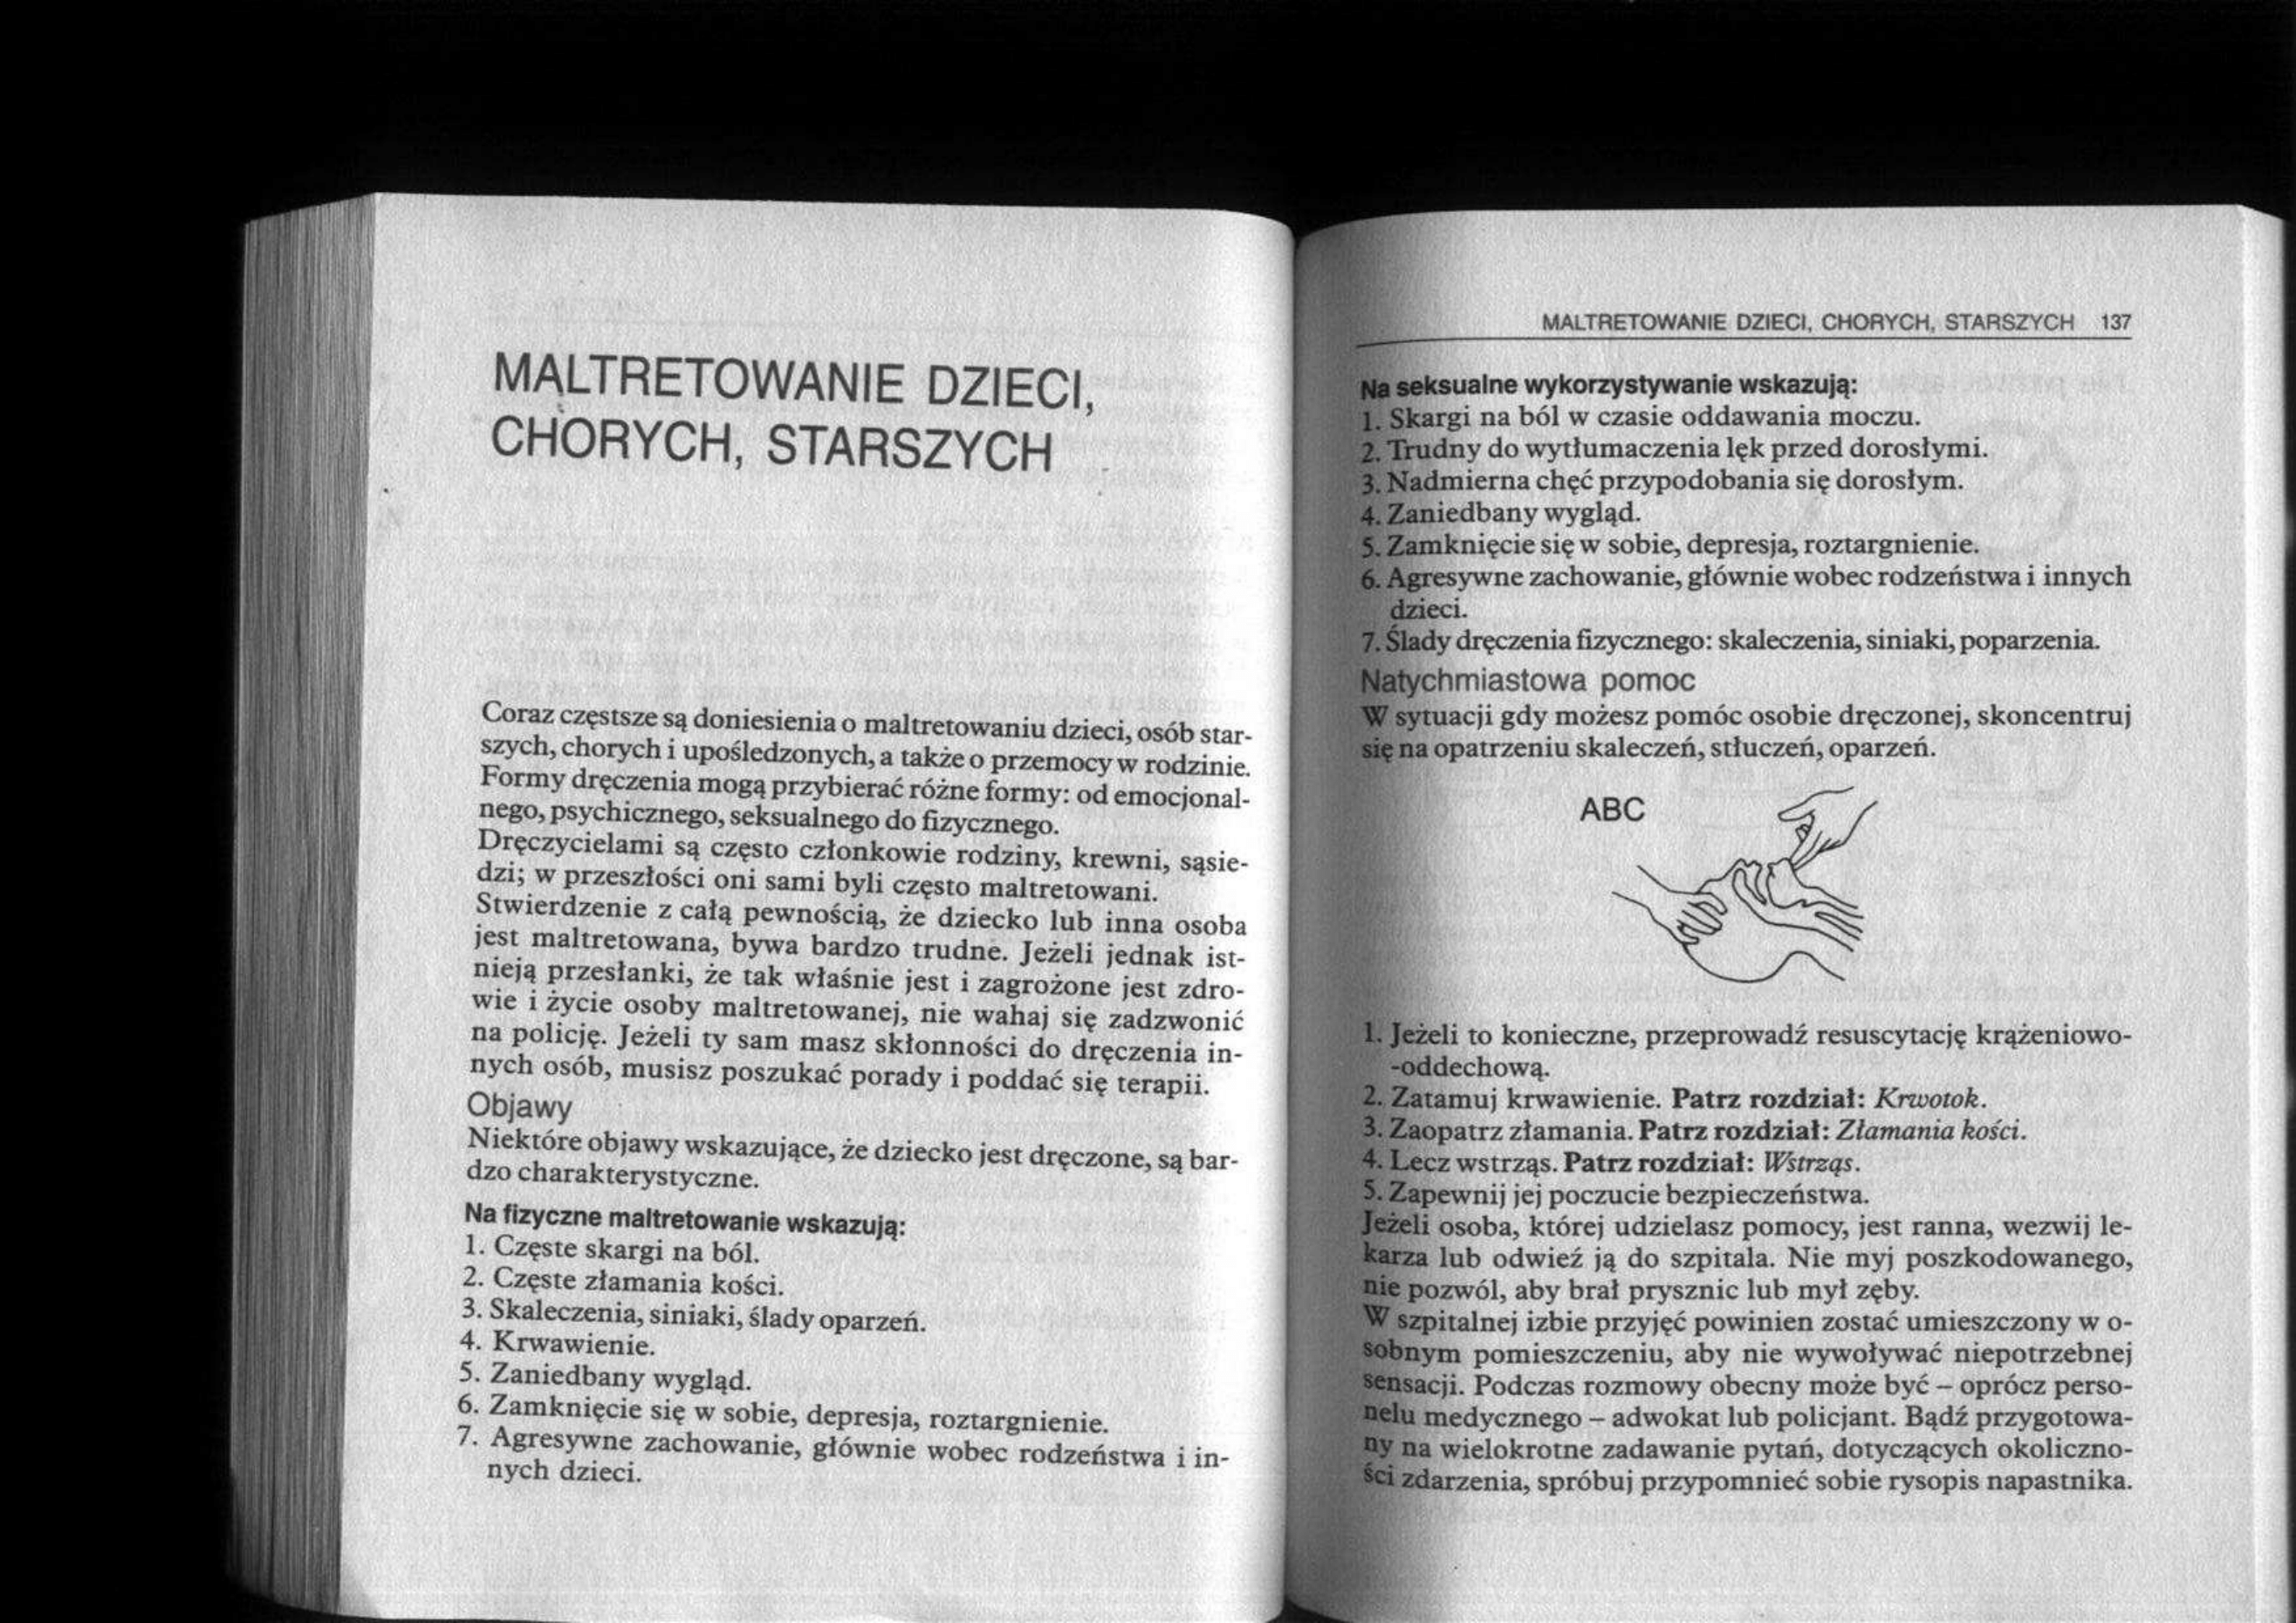 MALTRETOWANIE DZIECI,
CHORYCH, STARSZYCH
Coraz częstsze są doniesienia o maltretowaniu dzieci, osób star-
szych, chorych i upośledzonych, a także o przemocy w rodzinie.
Formy dręczenia mogą przybierać różne formy: od emocjonal-
nego, psychicznego, seksualnego do fizycznego.
Dręczycielami są często członkowie rodziny, krewni, sąsie-
dzi; w przeszłości oni sami byli często maltretowani.
Stwierdzenie z całą pewnością, że dziecko lub inna osoba
jest maltretowana, bywa bardzo trudne. Jeżeli jednak ist-
nieją przesłanki, że tak właśnie jest i zagrożone jest zdro-
wie i życie osoby maltretowanej, nie wahaj się zadzwonić
na policję. Jeżeli ty sam masz skłonności do dręczenia in-
nych osób, musisz poszukać porady i poddać się terapii.
Objawy
Niektóre objawy wskazujące, że dziecko jest dręczone, są bar-
dzo charakterystyczne.
Na fizyczne maltretowanie wskazują:
1. Częste skargi na ból.
2. Częste złamania kości.
3. Skaleczenia, siniaki, ślady oparzeń.
4. Krwawienie.
5. Zaniedbany wygląd.
6. Zamknięcie się w sobie, depresja, roztargnienie.
7. Agresywne zachowanie, głównie wobec rodzeństwa i in-
nych dzieci.
MALTRETOWANIE DZIECI, CHORYCH, STARSZYCH 137
Na seksualne wykorzystywanie wskazują:
1. Skargi na ból w czasie oddawania moczu.
2. Trudny do wytłumaczenia lęk przed dorosłymi.
3. Nadmierna chęć przypodobania się dorosłym.
4. Zaniedbany wygląd.
5. Zamknięcie się w sobie, depresja, roztargnienie.
6. Agresywne zachowanie, głównie wobec rodzeństwa i innych
dzieci.
7. Ślady dręczenia fizycznego: skaleczenia, siniaki, poparzenia.
Natychmiastowa pomoc
W sytuacji gdy możesz pomóc osobie dręczonej, skoncentruj
się na opatrzeniu skaleczeń, stłuczeń, oparzeń.
ABC
1. Jeżeli to konieczne, przeprowadź resuscytację krążeniowo-
-oddechową.
2. Zatamuj krwawienie. Patrz rozdział: Krwotok.
3. Zaopatrz złamania. Patrz rozdział: Złamania kości.
4. Lecz wstrząs. Patrz rozdział: Wstrząs.
5. Zapewnij jej poczucie bezpieczeństwa.
Jeżeli osoba, której udzielasz pomocy, jest ranna, wezwij le-
karza lub odwieź ją do szpitala. Nie myj poszkodowanego,
nie pozwól, aby brał prysznic lub mył zęby.
W szpitalnej izbie przyjęć powinien zostać umieszczony w o-
sobnym pomieszczeniu, aby nie wywoływać niepotrzebnej
sensacji. Podczas rozmowy obecny może być – oprócz perso-
nelu medycznego – adwokat lub policjant. Bądź przygotowa-
ny na wielokrotne zadawanie pytań, dotyczących okoliczno-
ści zdarzenia, spróbuj przypomnieć sobie rysopis napastnika.